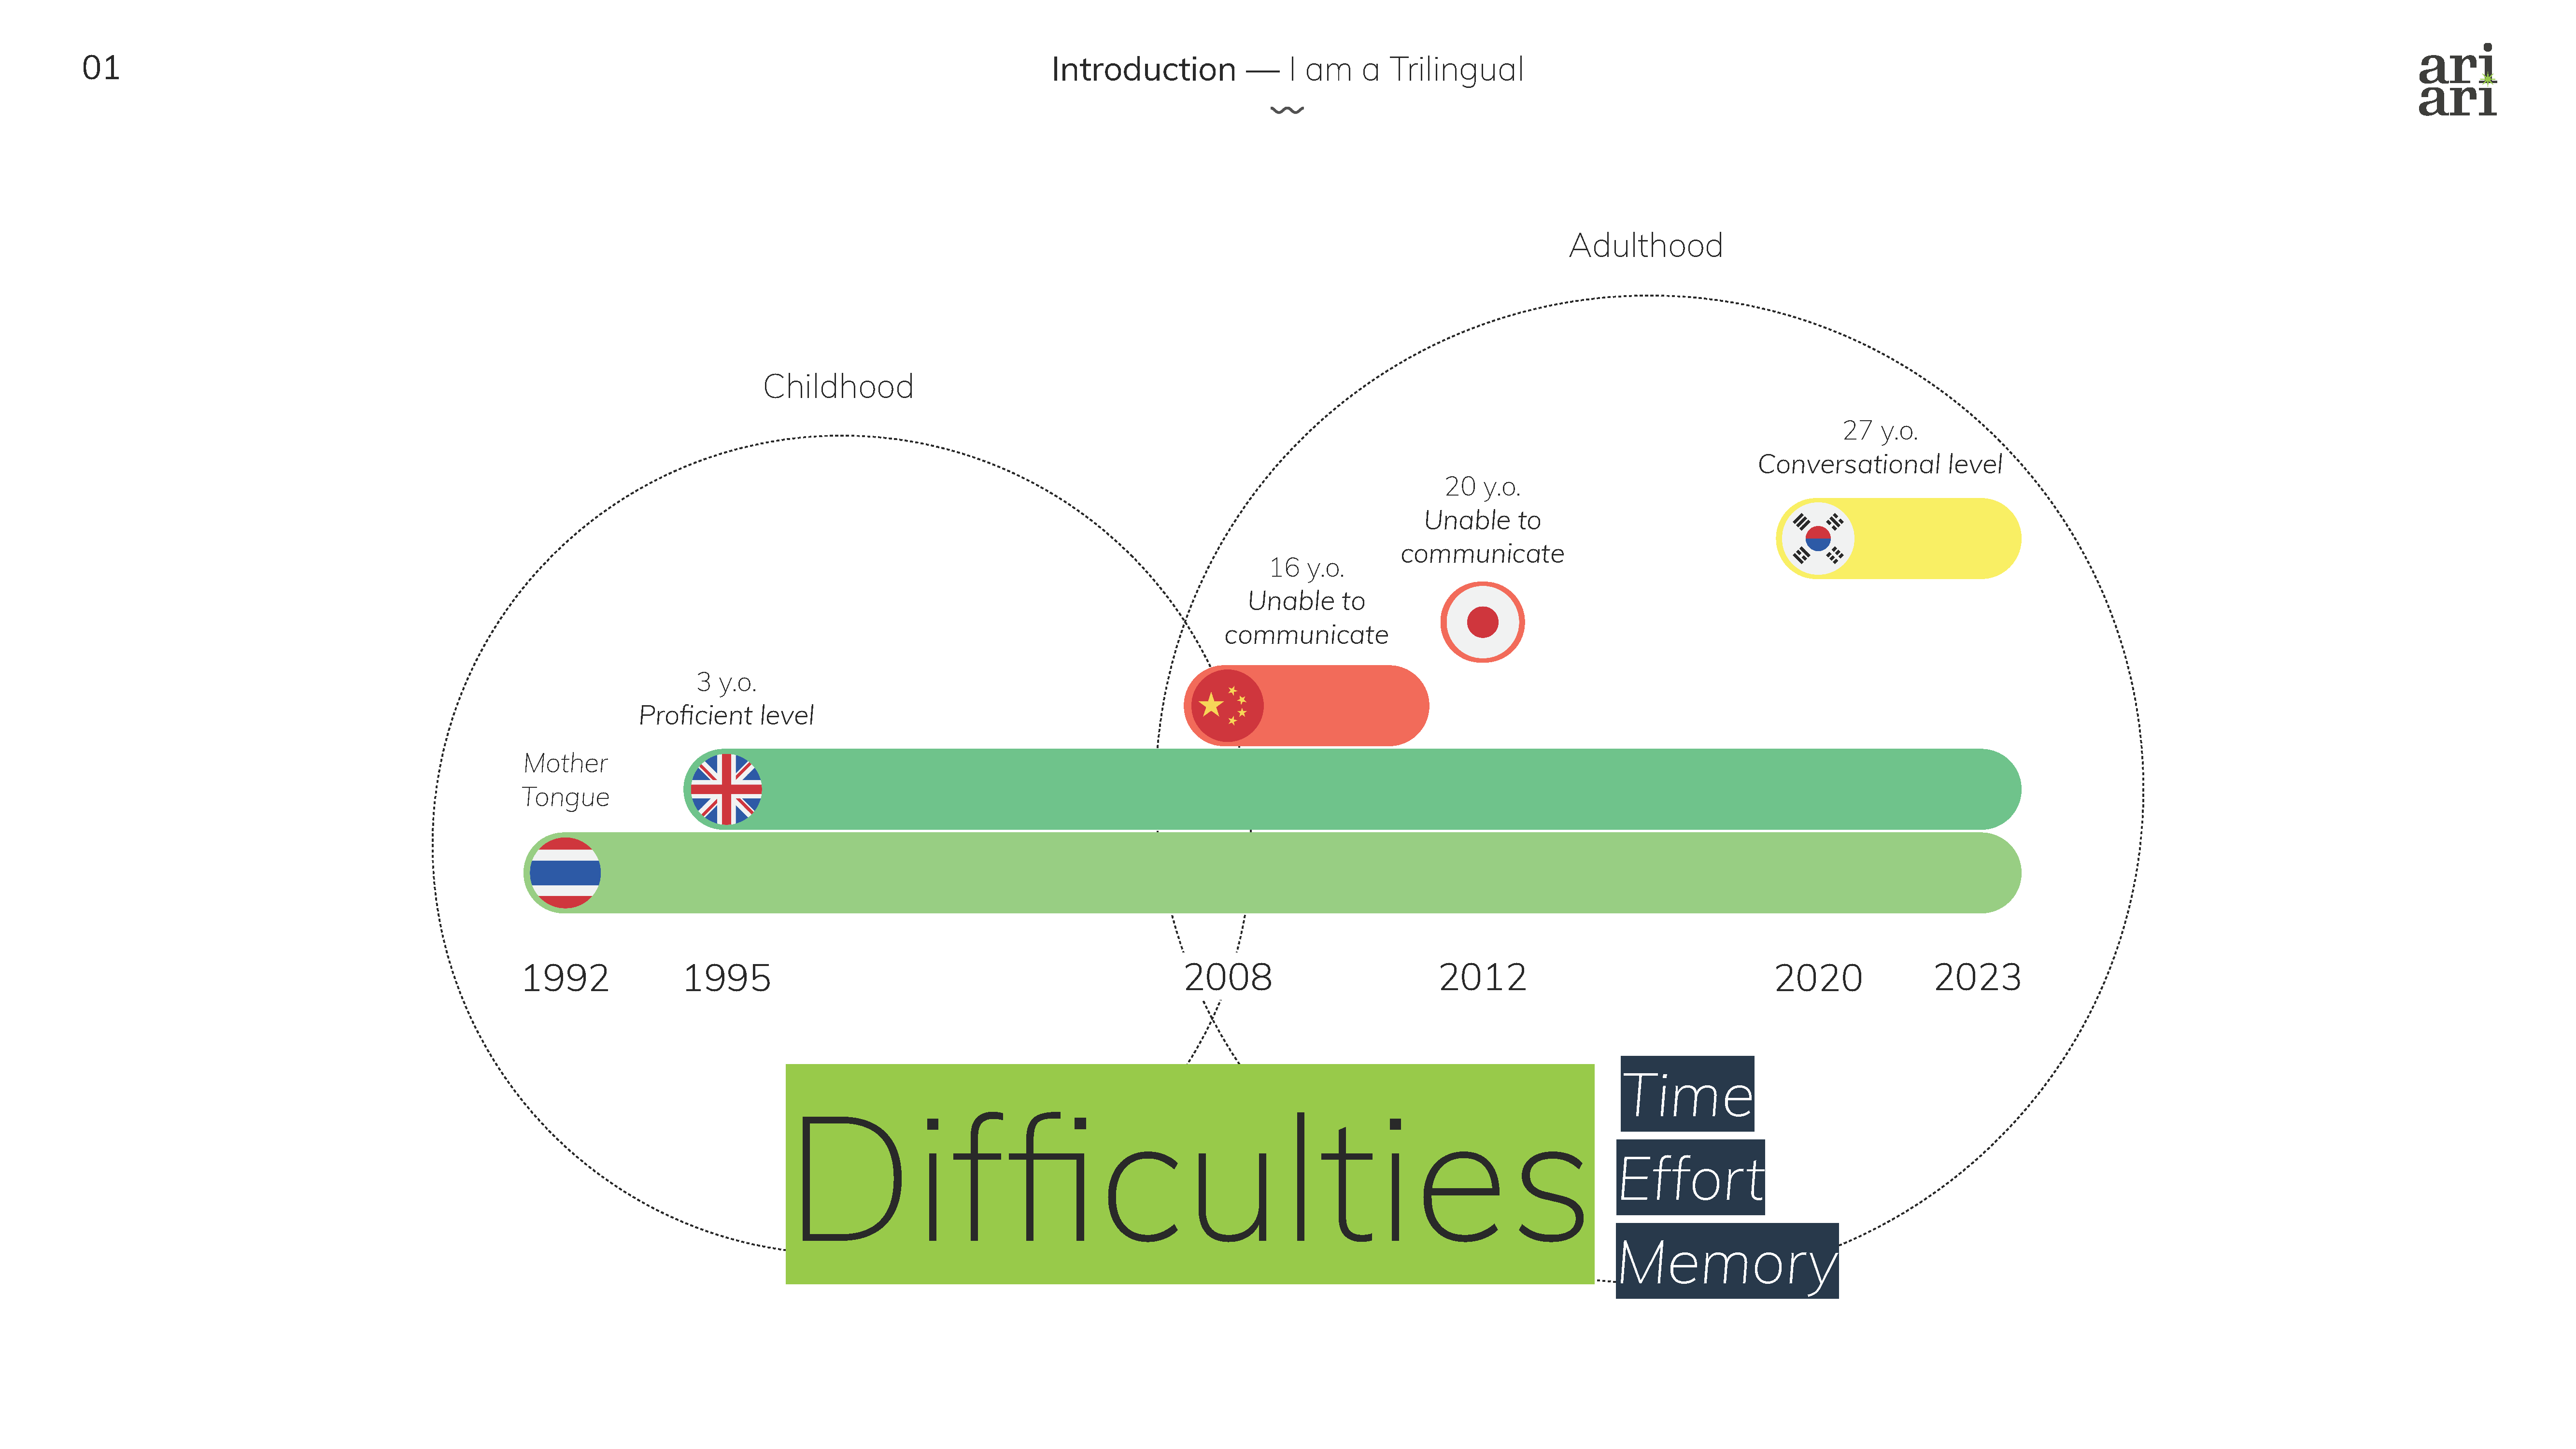 01
Introduction — I am a Trilingual
ari
ari
Adulthood
Childhood
27 y.o.
Conversational level
20 y.o.
Unable to
communicate
16 y.o.
Unable to
communicate
3 y.o.
Proficient level
Mother
Tongue
1992
1995
2008
2012
2020
2023
Difficulties
Time
Effort
Memory